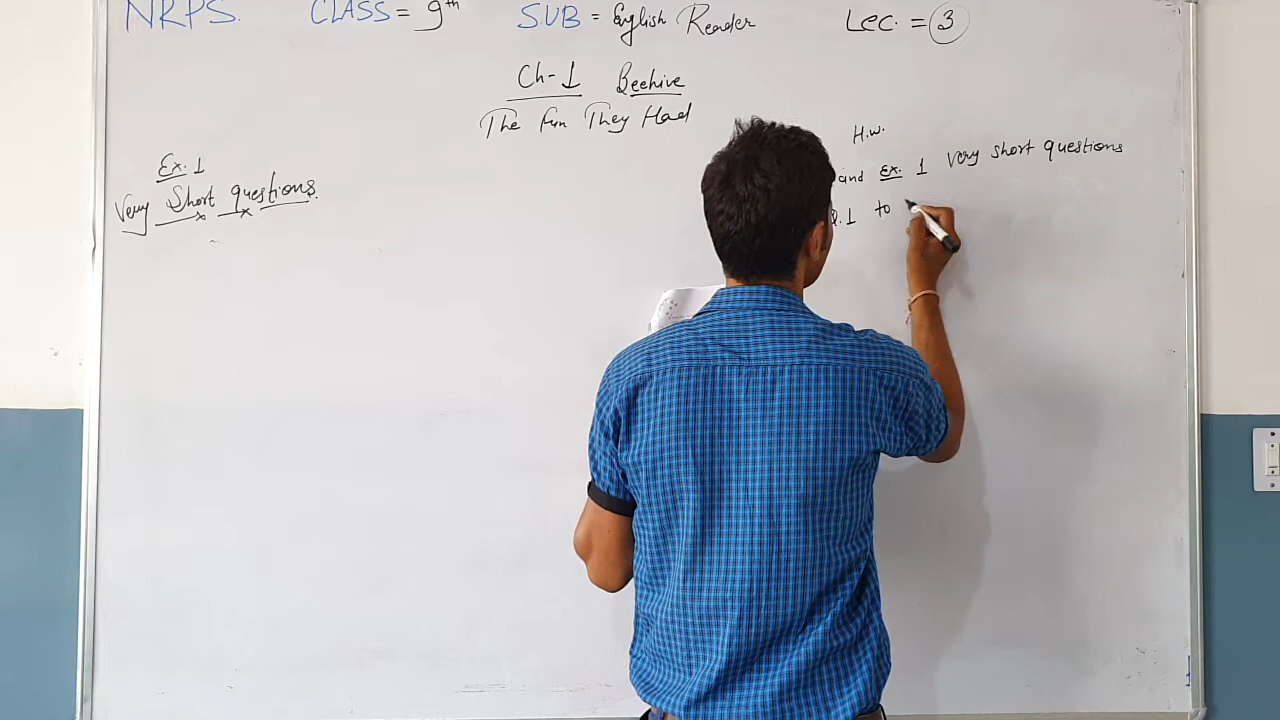 NRPS. CLASS = 9th SUB = English Reader Lec. = 3
Ch-1 Beehive
The Fun They Had
Ex. 1
Very Short questions.
H.W.
and Ex. 1 Very short questions
Q.1 to